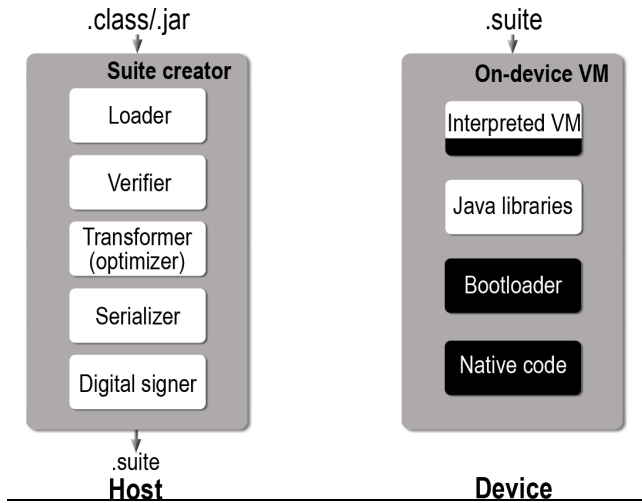 .class/.jar
Suite creator
Loader
Verifier
Transformer
(optimizer)
Serializer
Digital signer
.suite
Host
.suite
On-device VM
Interpreted VM
Java libraries
Bootloader
Native code
Device